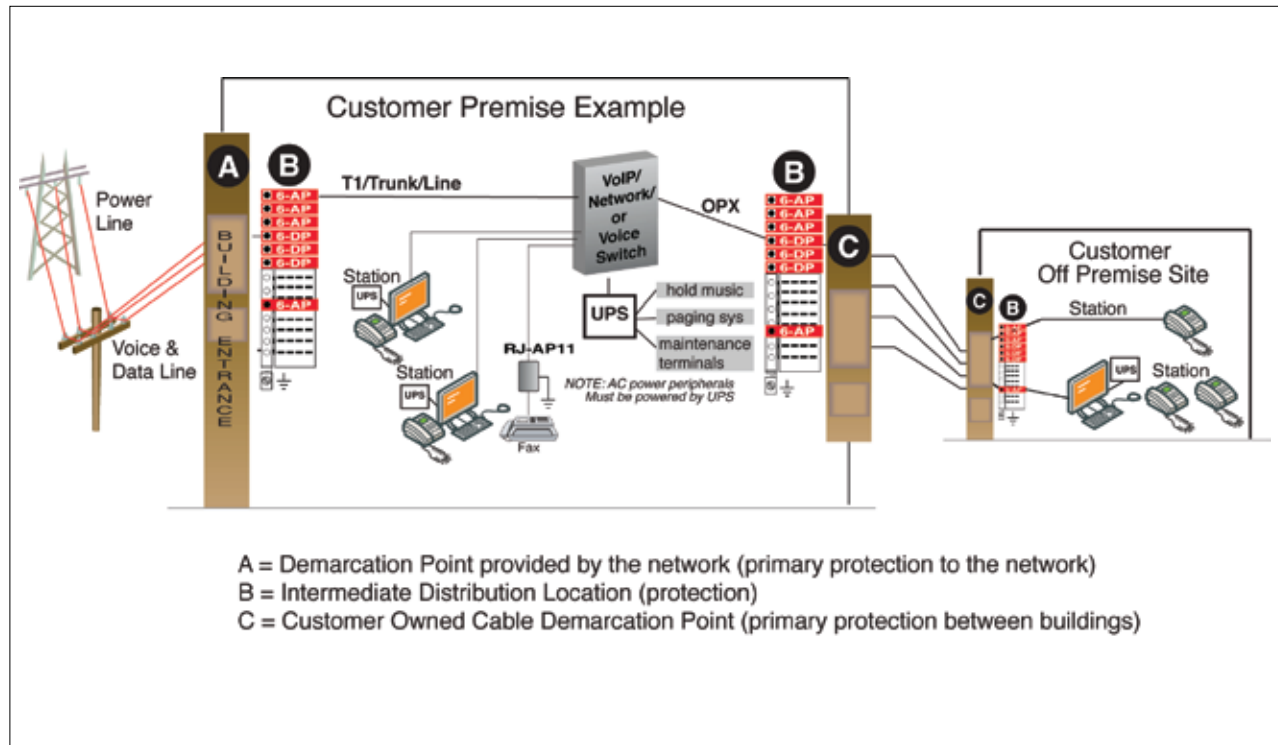 Customer Premise Example
A
B
B
C
Power
Line
Voice &
Data Line
BUILDING ENTRANCE
6-AP
6-AP
6-AP
6-DP
6-DP
6-DP
6-AP
T1/Trunk/Line
VoIP/
Network/
or
Voice
Switch
OPX
6-AP
6-AP
6-AP
6-DP
6-DP
6-DP
6-AP
Station
UPS
Station
UPS
RJ-AP11
Fax
UPS
hold music
paging sys
maintenance
terminals
NOTE: AC power peripherals
Must be powered by UPS
Customer
Off Premise Site
C
B
Station
UPS
Station
A = Demarcation Point provided by the network (primary protection to the network)
B = Intermediate Distribution Location (protection)
C = Customer Owned Cable Demarcation Point (primary protection between buildings)